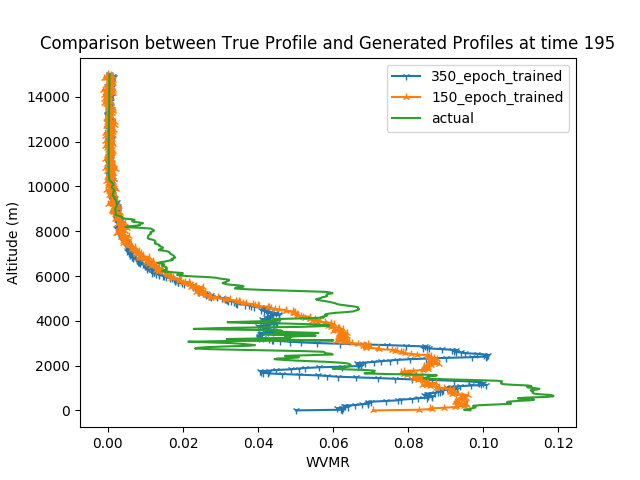 Comparison between True Profile and Generated Profiles at time 195
350_epoch_trained
150_epoch_trained
actual
Altitude (m)
14000
12000
10000
8000
6000
4000
2000
0
0.00 0.02 0.04 0.06 0.08 0.10 0.12
WVMR